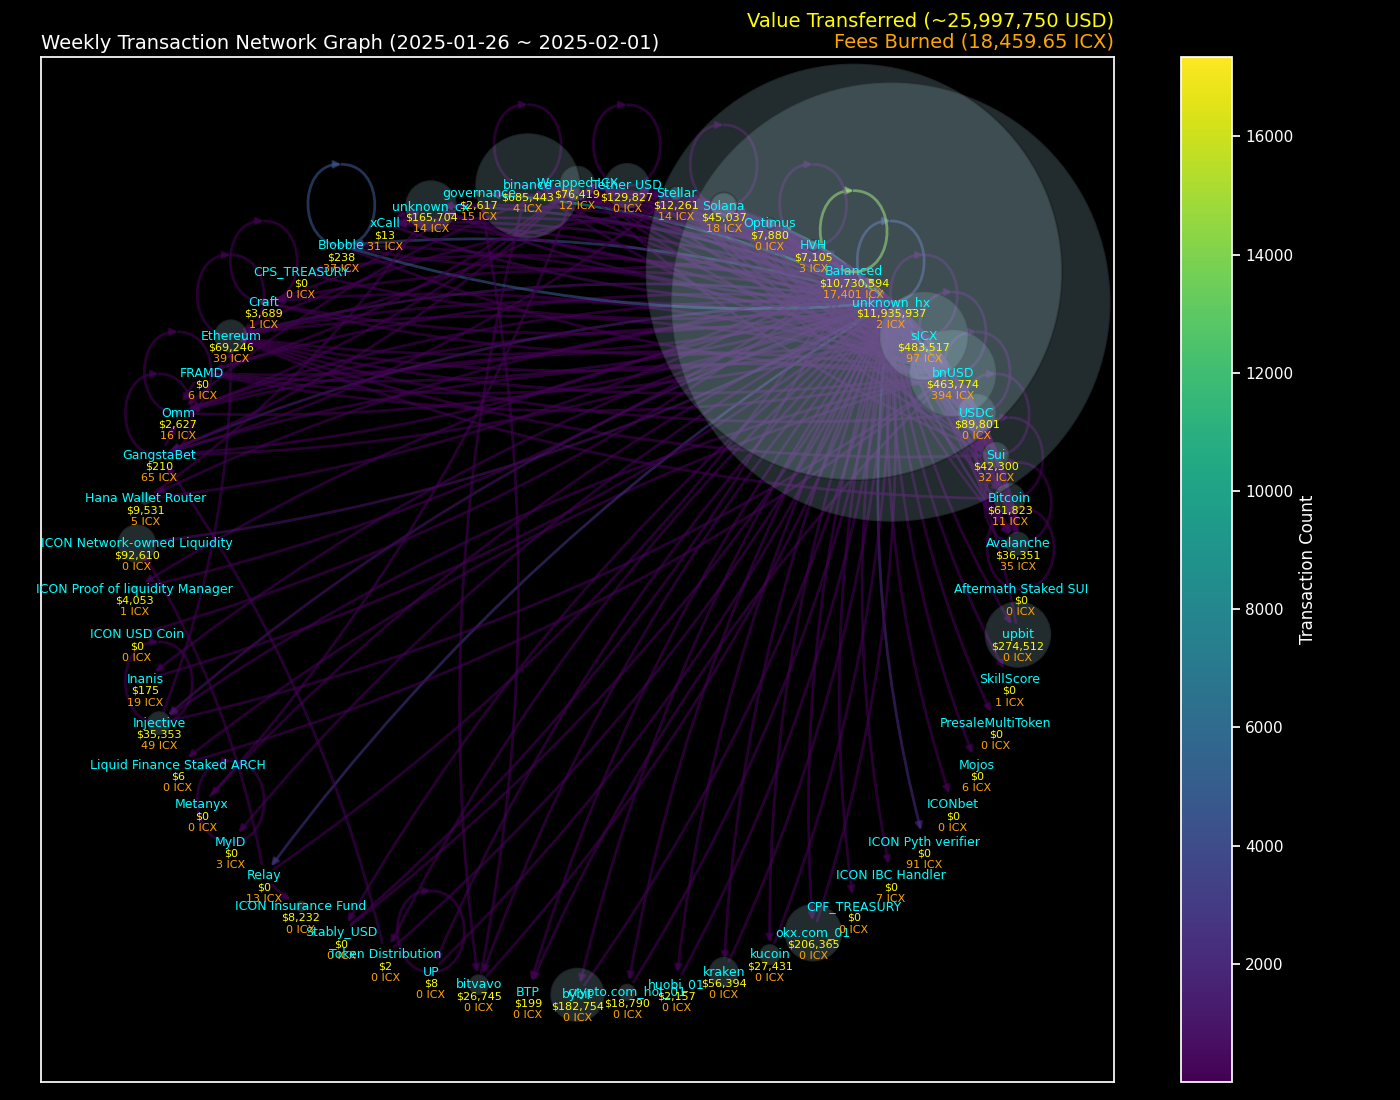 Value Transferred (~25,997,750 USD)
Weekly Transaction Network Graph (2025-01-26 ~ 2025-02-01)
Fees Burned (18,459.65 ICX)
binance
$685,443
4 ICX
Wrapped ICX
$76,419
12 ICX
Tether USD
$129,827
0 ICX
Stellar
$12,261
14 ICX
Solana
$45,037
18 ICX
Optimus
$7,880
0 ICX
HVH
$7,105
3 ICX
Balanced
$10,730,594
17,401 ICX
unknown_hx
$11,935,937
2 ICX
sICX
$483,517
97 ICX
bnUSD
$463,774
394 ICX
USDC
$89,801
0 ICX
Sui
$42,300
32 ICX
Bitcoin
$61,823
11 ICX
Avalanche
$36,351
35 ICX
Aftermath Staked SUI
$0
0 ICX
upbit
$274,512
0 ICX
SkillScore
$0
1 ICX
PresaleMultiToken
$0
0 ICX
Mojos
$0
6 ICX
ICONbet
$0
0 ICX
ICON Pyth verifier
$0
91 ICX
ICON IBC Handler
$0
7 ICX
CPF_TREASURY
$0
0 ICX
okx.com_01
$206,365
0 ICX
kucoin
$27,431
0 ICX
kraken
$56,394
0 ICX
huobi_01
$2,157
0 ICX
crypto.com_hot_01
$18,790
0 ICX
bybit
$182,754
0 ICX
BTP
$199
0 ICX
bitvavo
$26,745
0 ICX
UP
$8
0 ICX
Token Distribution
$2
0 ICX
Stably_USD
$0
0 ICX
ICON Insurance Fund
$8,232
0 ICX
Relay
$0
13 ICX
MyID
$0
3 ICX
Metanyx
$0
0 ICX
Liquid Finance Staked ARCH
$6
0 ICX
Injective
$35,353
49 ICX
Inanis
$175
19 ICX
ICON USD Coin
$0
0 ICX
ICON Proof of liquidity Manager
$4,053
1 ICX
ICON Network-owned Liquidity
$92,610
0 ICX
Hana Wallet Router
$9,531
5 ICX
GangstaBet
$210
65 ICX
Omm
$2,627
16 ICX
FRAMD
$0
6 ICX
Ethereum
$69,246
39 ICX
Craft
$3,689
1 ICX
CPS_TREASURY
$0
0 ICX
Blobble
$238
37 ICX
xCall
$13
31 ICX
unknown_cx
$165,704
14 ICX
governance
$2,617
15 ICX
16000
14000
12000
10000
8000
6000
4000
2000
Transaction Count